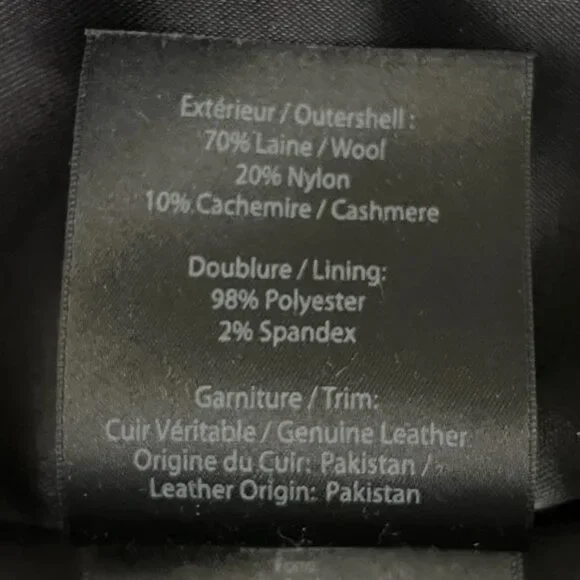 Extérieur / Outershell :
70% Laine / Wool
20% Nylon
10% Cachemire / Cashmere
Doublure / Lining:
98% Polyester
2% Spandex
Garniture / Trim:
Cuir Véritable / Genuine Leather
Origine du Cuir: Pakistan /
Leather Origin: Pakistan